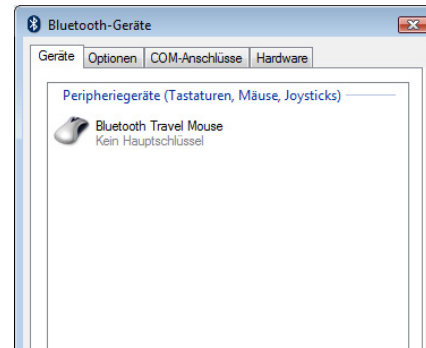 Bluetooth-Geräte
Geräte Optionen COM-Anschlüsse Hardware
Peripheriegeräte (Tastaturen, Mäuse, Joysticks)
Bluetooth Travel Mouse
Kein Hauptschlüssel